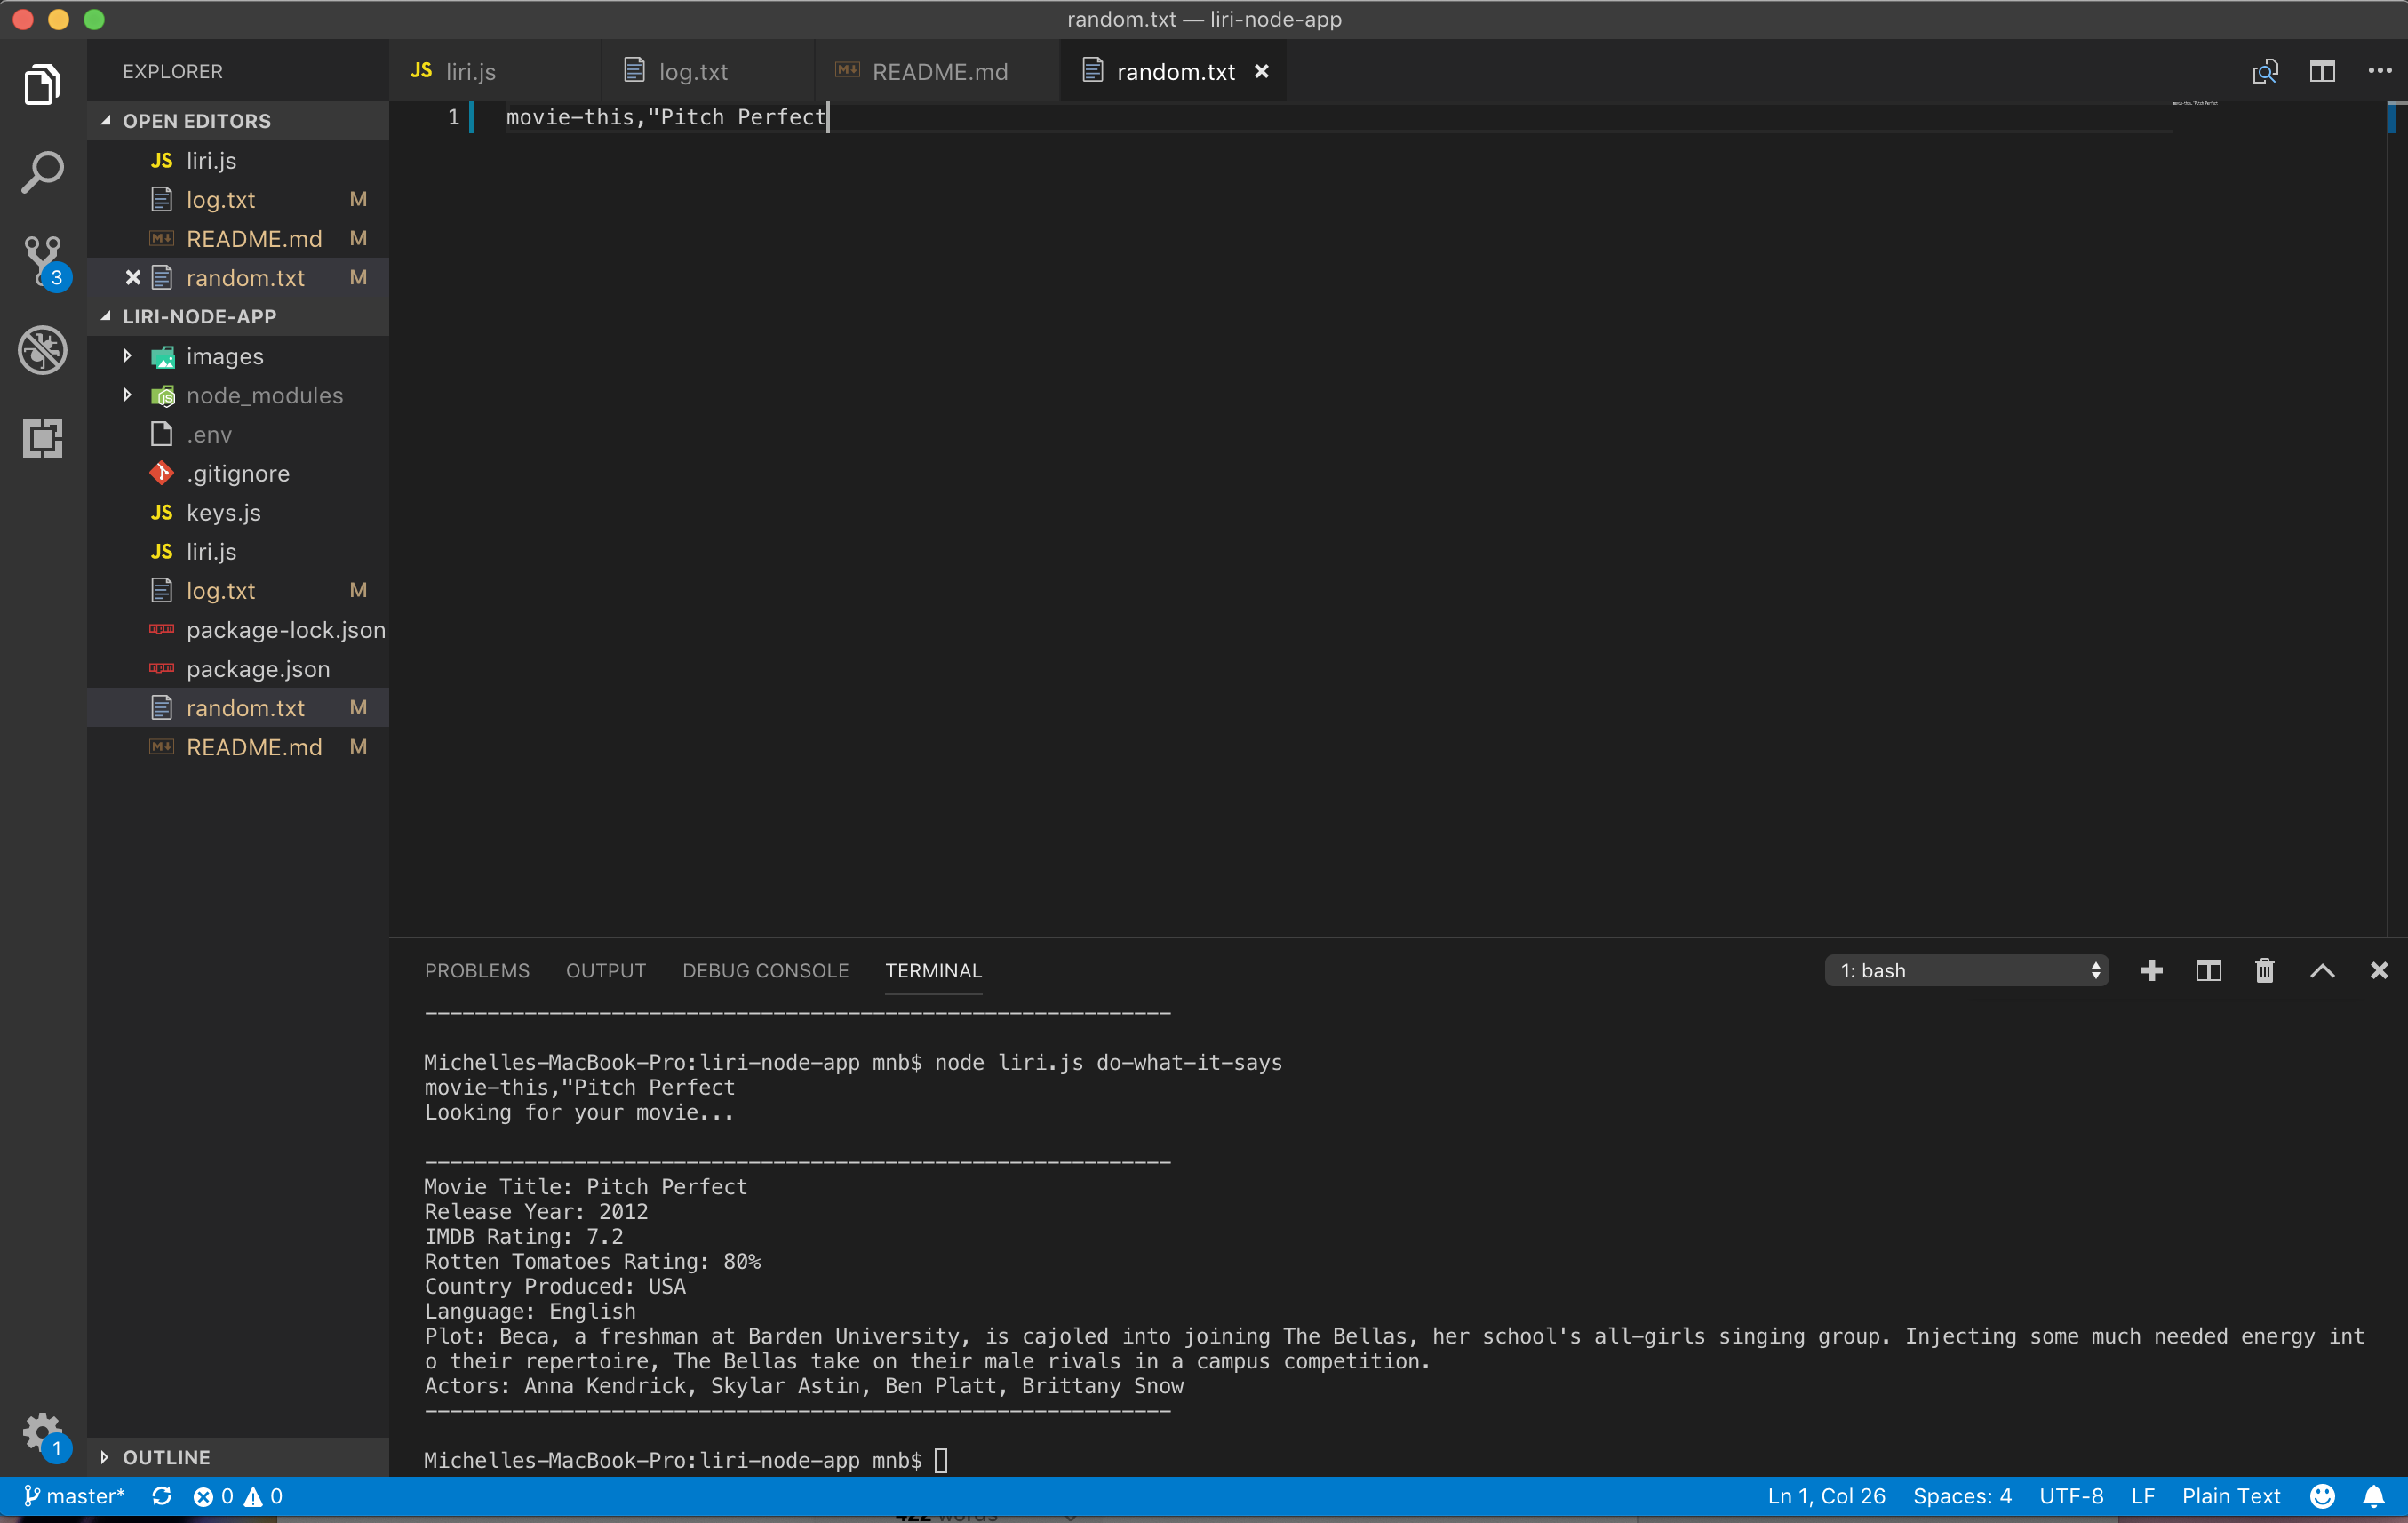 random.txt — liri-node-app
EXPLORER
JS liri.js
log.txt
README.md
random.txt
OPEN EDITORS
JS liri.js
log.txt M
README.md M
random.txt M
3
LIRI-NODE-APP
images
node_modules
.env
.gitignore
JS keys.js
JS liri.js
log.txt M
package-lock.json
package.json
random.txt M
README.md M
OUTLINE
1
1 movie-this,"Pitch Perfect
PROBLEMS OUTPUT DEBUG CONSOLE TERMINAL
1: bash
------------------------------------------------------------
Michelles-MacBook-Pro:liri-node-app mnb$ node liri.js do-what-it-says
movie-this,"Pitch Perfect
Looking for your movie...
------------------------------------------------------------
Movie Title: Pitch Perfect
Release Year: 2012
IMDB Rating: 7.2
Rotten Tomatoes Rating: 80%
Country Produced: USA
Language: English
Plot: Beca, a freshman at Barden University, is cajoled into joining The Bellas, her school's all-girls singing group. Injecting some much needed energy int
o their repertoire, The Bellas take on their male rivals in a campus competition.
Actors: Anna Kendrick, Skylar Astin, Ben Platt, Brittany Snow
------------------------------------------------------------
Michelles-MacBook-Pro:liri-node-app mnb$
master* 0 0
Ln 1, Col 26 Spaces: 4 UTF-8 LF Plain Text